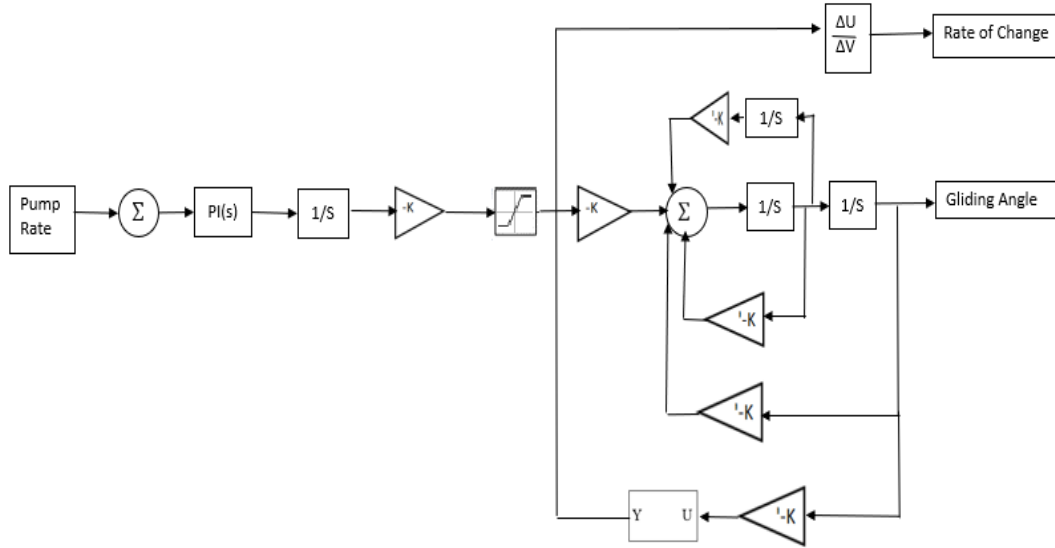 ΔU
ΔV
Rate of Change
'-K
1/S
Pump
Rate
Σ
PI(s)
1/S
-K
-K
Σ
1/S
1/S
Gliding Angle
'-K
'-K
Y U
'-K